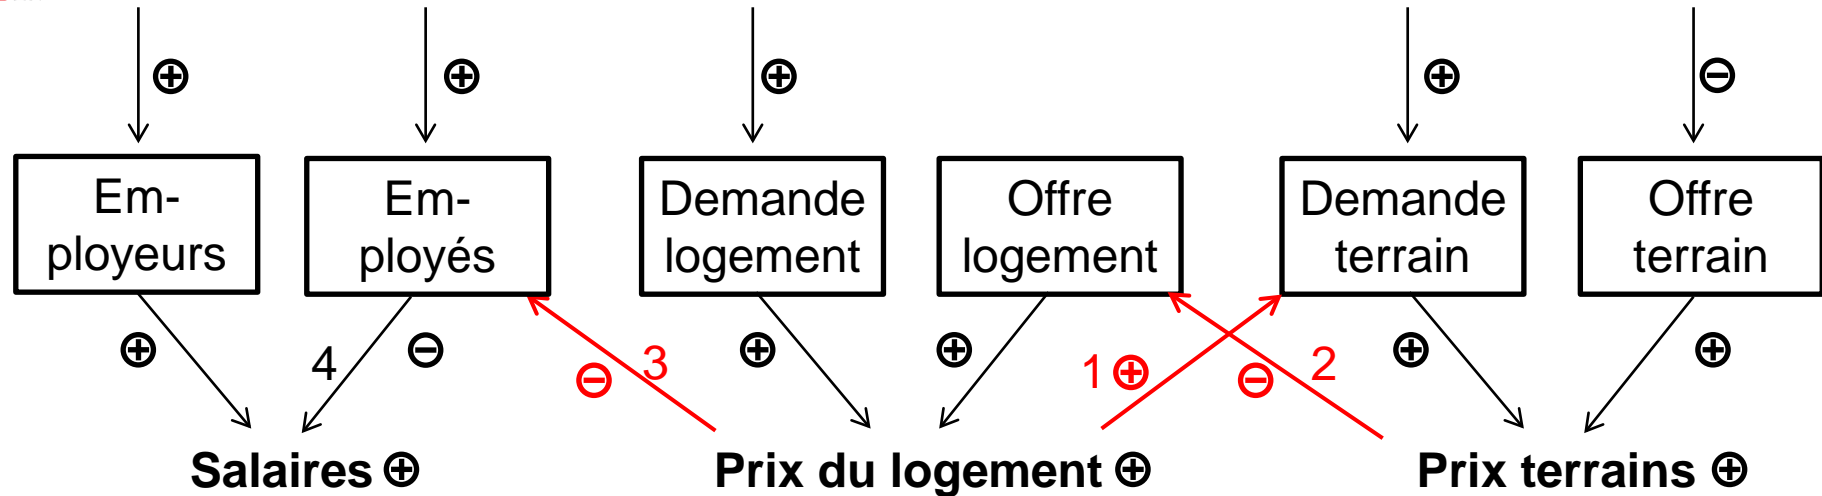 ⊕ ⊕ ⊕ ⊕ ⊖
Em-
ployeurs
Em-
ployés
Demande
logement
Offre
logement
Demande
terrain
Offre
terrain
⊕ 4 ⊖ ⊖ 3 ⊕ ⊕ 1 ⊕ ⊖ 2 ⊕ ⊕
Salaires ⊕
Prix du logement ⊕
Prix terrains ⊕